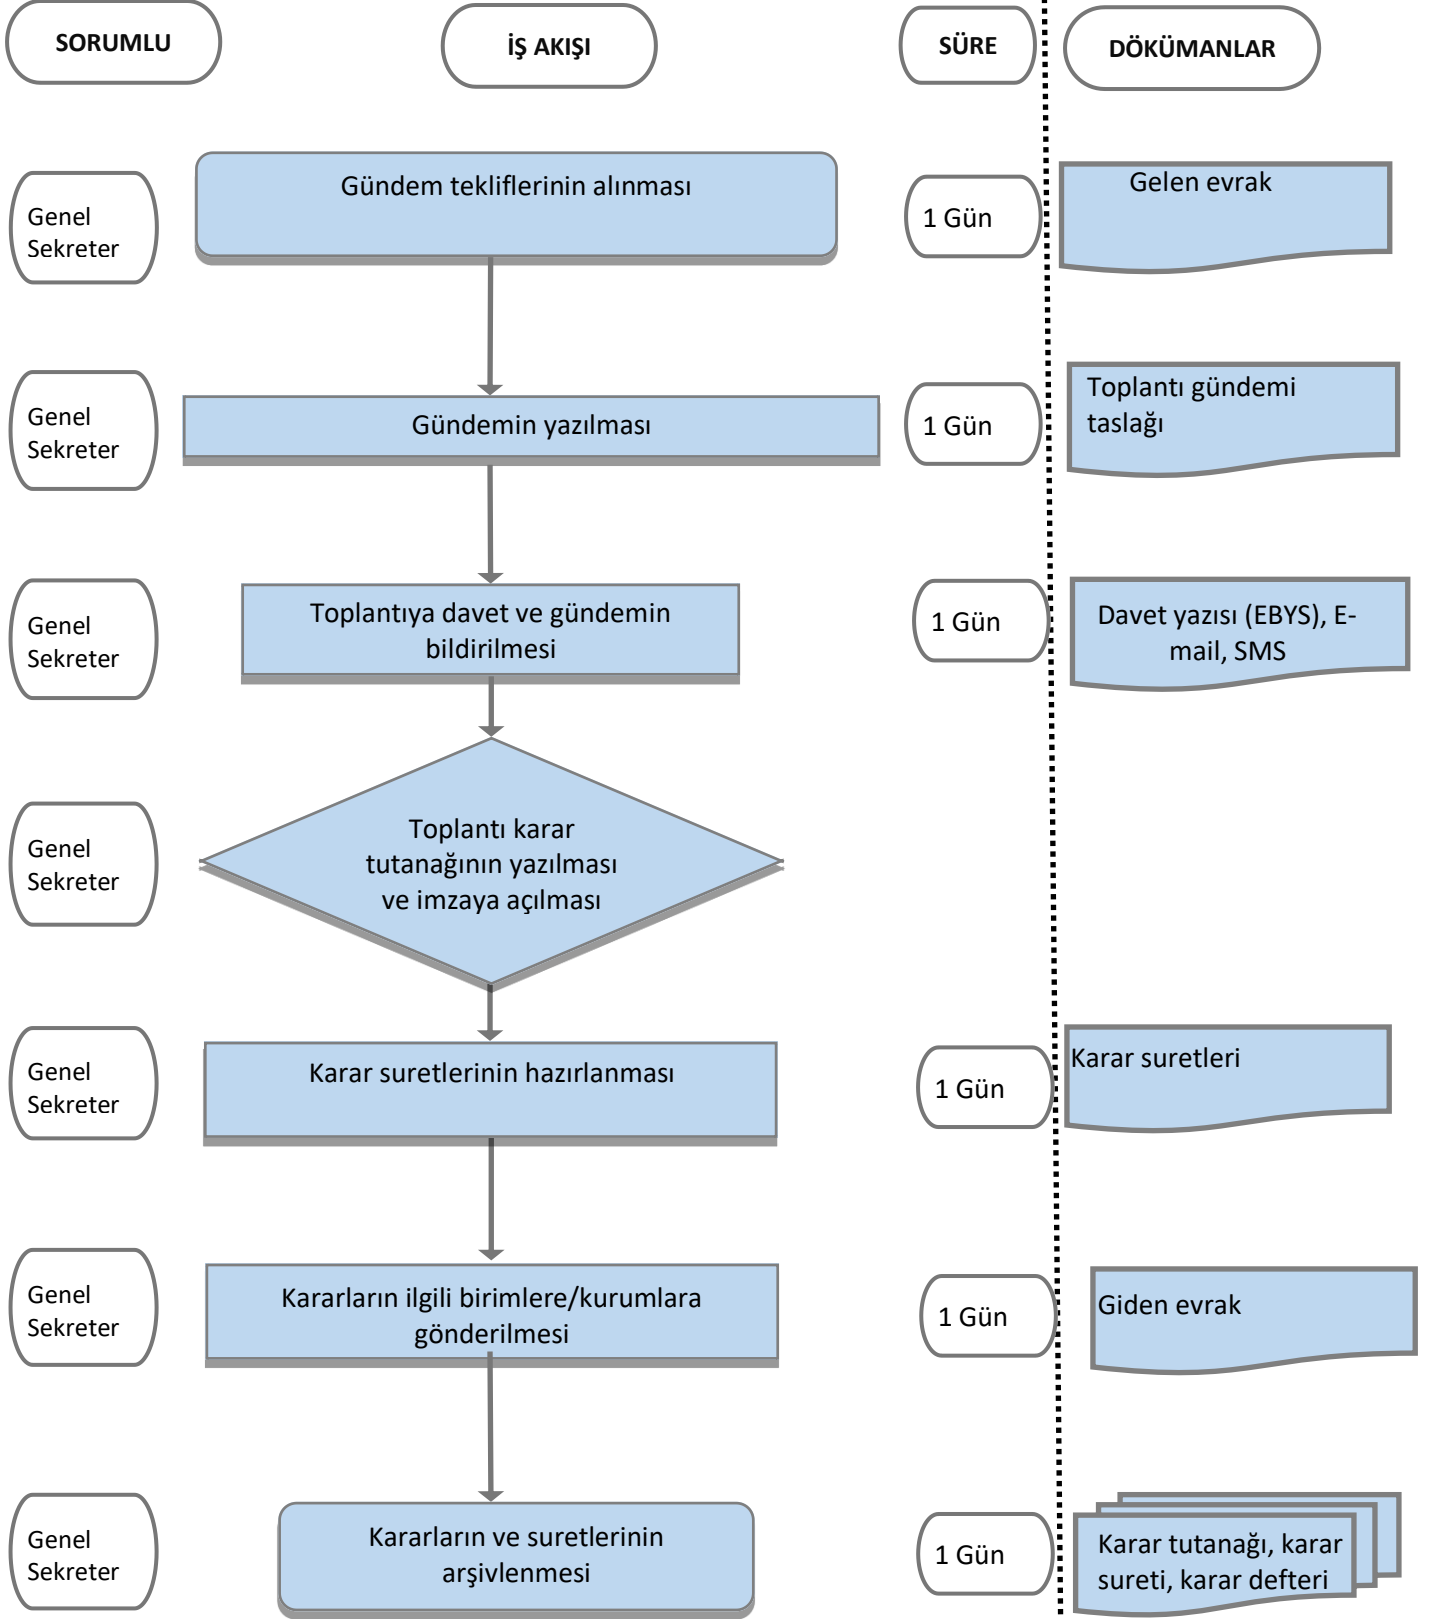 SORUMLU
İŞ AKIŞI
SÜRE
DÖKÜMANLAR
Genel
Sekreter
Gündem tekliflerinin alınması
1 Gün
Gelen evrak
Genel
Sekreter
Gündemin yazılması
1 Gün
Toplantı gündemi
taslağı
Genel
Sekreter
Toplantıya davet ve gündemin
bildirilmesi
1 Gün
Davet yazısı (EBYS), E-
mail, SMS
Genel
Sekreter
Toplantı karar
tutanağının yazılması
ve imzaya açılması
Genel
Sekreter
Karar suretlerinin hazırlanması
1 Gün
Karar suretleri
Genel
Sekreter
Kararların ilgili birimlere/kurumlara
gönderilmesi
1 Gün
Giden evrak
Genel
Sekreter
Kararların ve suretlerinin
arşivlenmesi
1 Gün
Karar tutanağı, karar
sureti, karar defteri